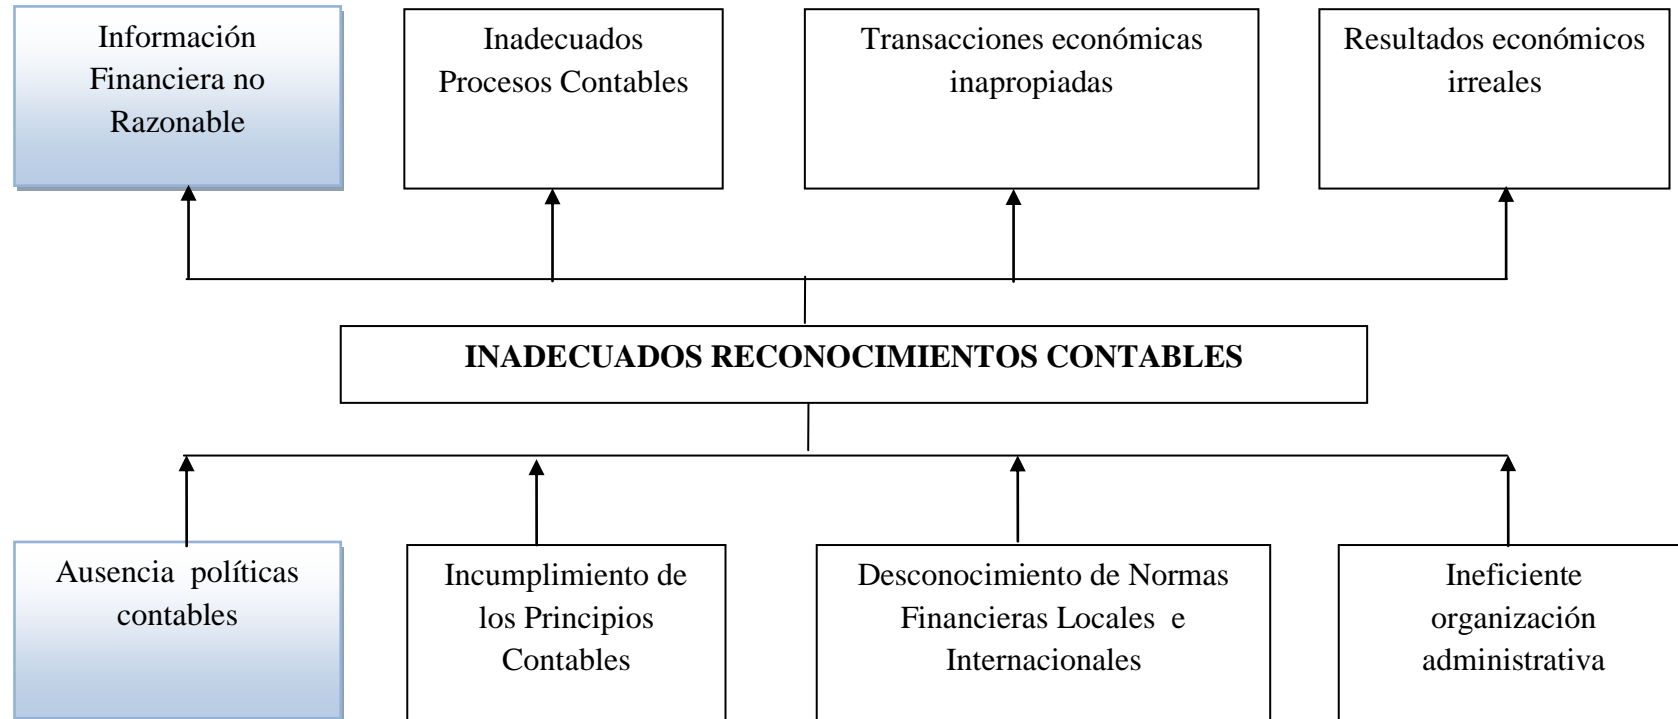 Información
Financiera no
Razonable
Inadecuados
Procesos Contables
Transacciones económicas
inapropiadas
Resultados económicos
irreales
INADECUADOS RECONOCIMIENTOS CONTABLES
Ausencia políticas
contables
Incumplimiento de
los Principios
Contables
Desconocimiento de Normas
Financieras Locales e
Internacionales
Ineficiente
organización
administrativa